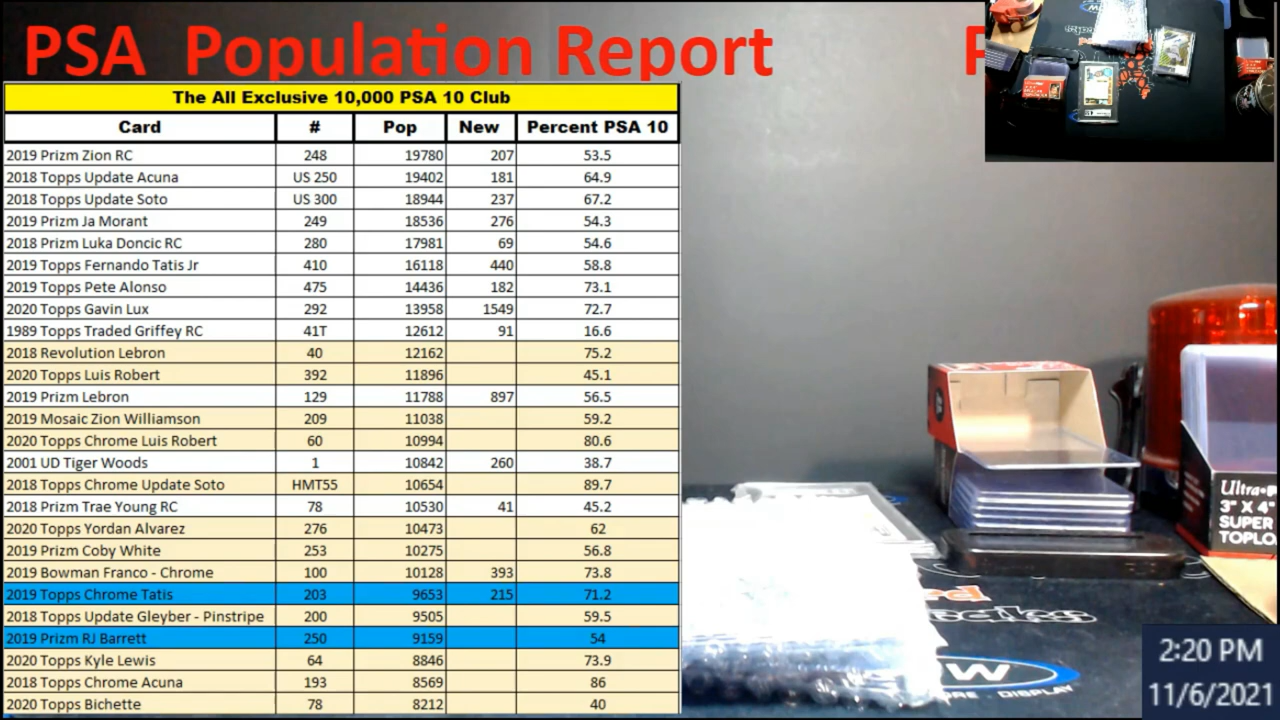 PSA Population Report
P
The All Exclusive 10,000 PSA 10 Club
Card # Pop New Percent PSA 10
2019 Prizm Zion RC 248 19780 207 53.5
2018 Topps Update Acuna US 250 19402 181 64.9
2018 Topps Update Soto US 300 18944 237 67.2
2019 Prizm Ja Morant 249 18536 276 54.3
2018 Prizm Luka Doncic RC 280 17981 69 54.6
2019 Topps Fernando Tatis Jr 410 16118 440 58.8
2019 Topps Pete Alonso 475 14436 182 73.1
2020 Topps Gavin Lux 292 13958 1549 72.7
1989 Topps Traded Griffey RC 41T 12612 91 16.6
2018 Revolution Lebron 40 12162 75.2
2020 Topps Luis Robert 392 11896 45.1
2019 Prizm Lebron 129 11788 897 56.5
2019 Mosaic Zion Williamson 209 11038 59.2
2020 Topps Chrome Luis Robert 60 10994 80.6
2001 UD Tiger Woods 1 10842 260 38.7
2018 Topps Chrome Update Soto HMT55 10654 89.7
2018 Prizm Trae Young RC 78 10530 41 45.2
2020 Topps Yordan Alvarez 276 10473 62
2019 Prizm Coby White 253 10275 56.8
2019 Bowman Franco - Chrome 100 10128 393 73.8
2019 Topps Chrome Tatis 203 9653 215 71.2
2018 Topps Update Gleyber - Pinstripe 200 9505 59.5
2019 Prizm RJ Barrett 250 9159 54
2020 Topps Kyle Lewis 64 8846 73.9
2018 Topps Chrome Acuna 193 8569 86
2020 Topps Bichette 78 8212 40
Ultra
3" X 4"
SUPER
TOPLO
ORE · DISPLAY
2:20 PM
11/6/2021